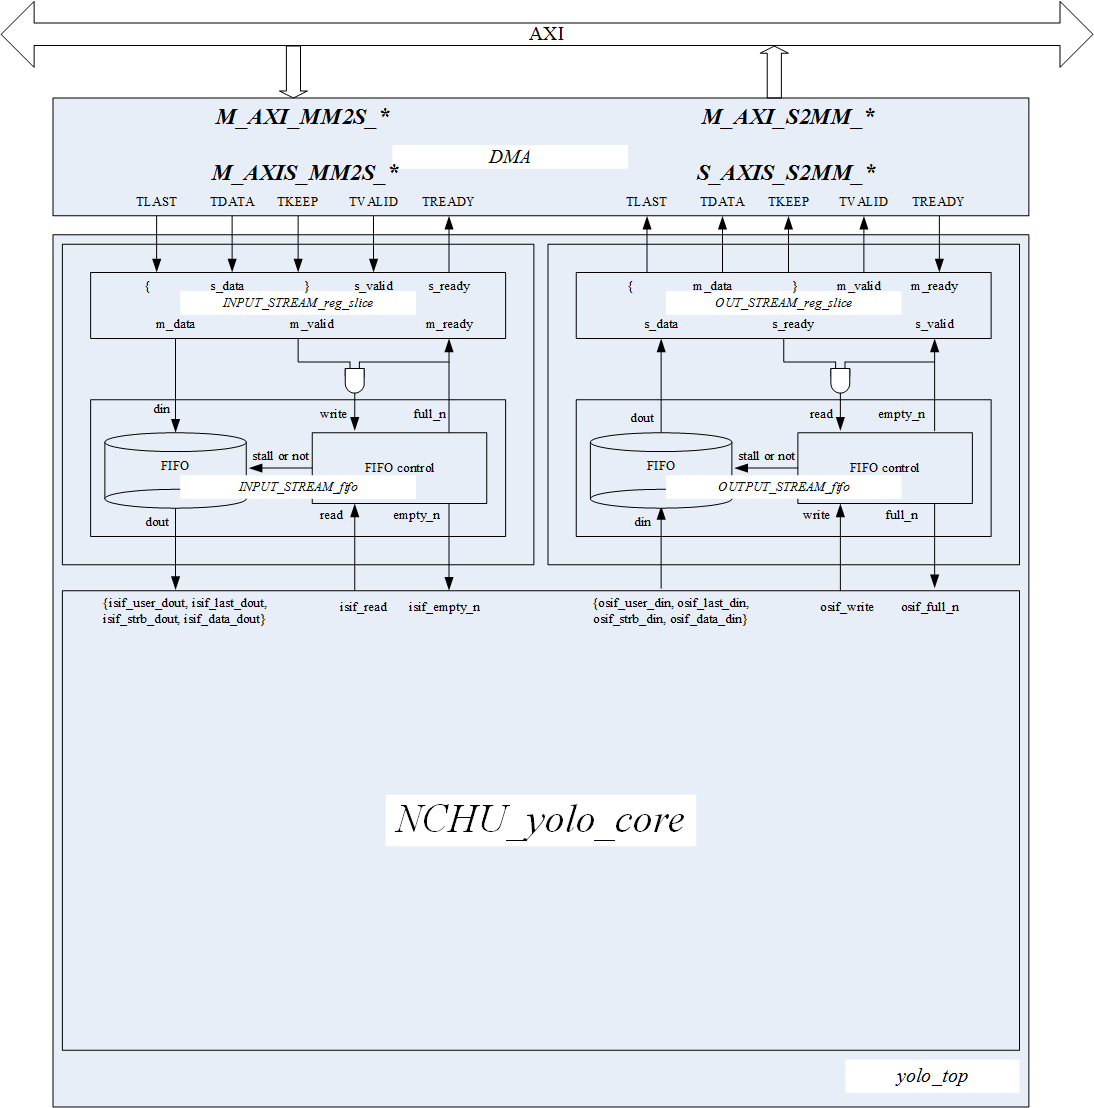 AXI
M_AXI_MM2S_* M_AXI_S2MM_*
DMA
M_AXIS_MM2S_* S_AXIS_S2MM_*
TLAST TDATA TKEEP TVALID TREADY TLAST TDATA TKEEP TVALID TREADY
{ s_data } s_valid s_ready { m_data } m_valid m_ready
INPUT_STREAM_reg_slice OUT_STREAM_reg_slice
m_data m_valid m_ready s_data s_ready s_valid
din write full_n dout read empty_n
stall or not stall or not
FIFO FIFO control FIFO FIFO control
INPUT_STREAM_fifo OUTPUT_STREAM_fifo
dout read empty_n din write full_n
{isif_user_dout, isif_last_dout, isif_read isif_empty_n {osif_user_din, osif_last_din, osif_write osif_full_n
isif_strb_dout, isif_data_dout} osif_strb_din, osif_data_din}
NCHU_yolo_core
yolo_top